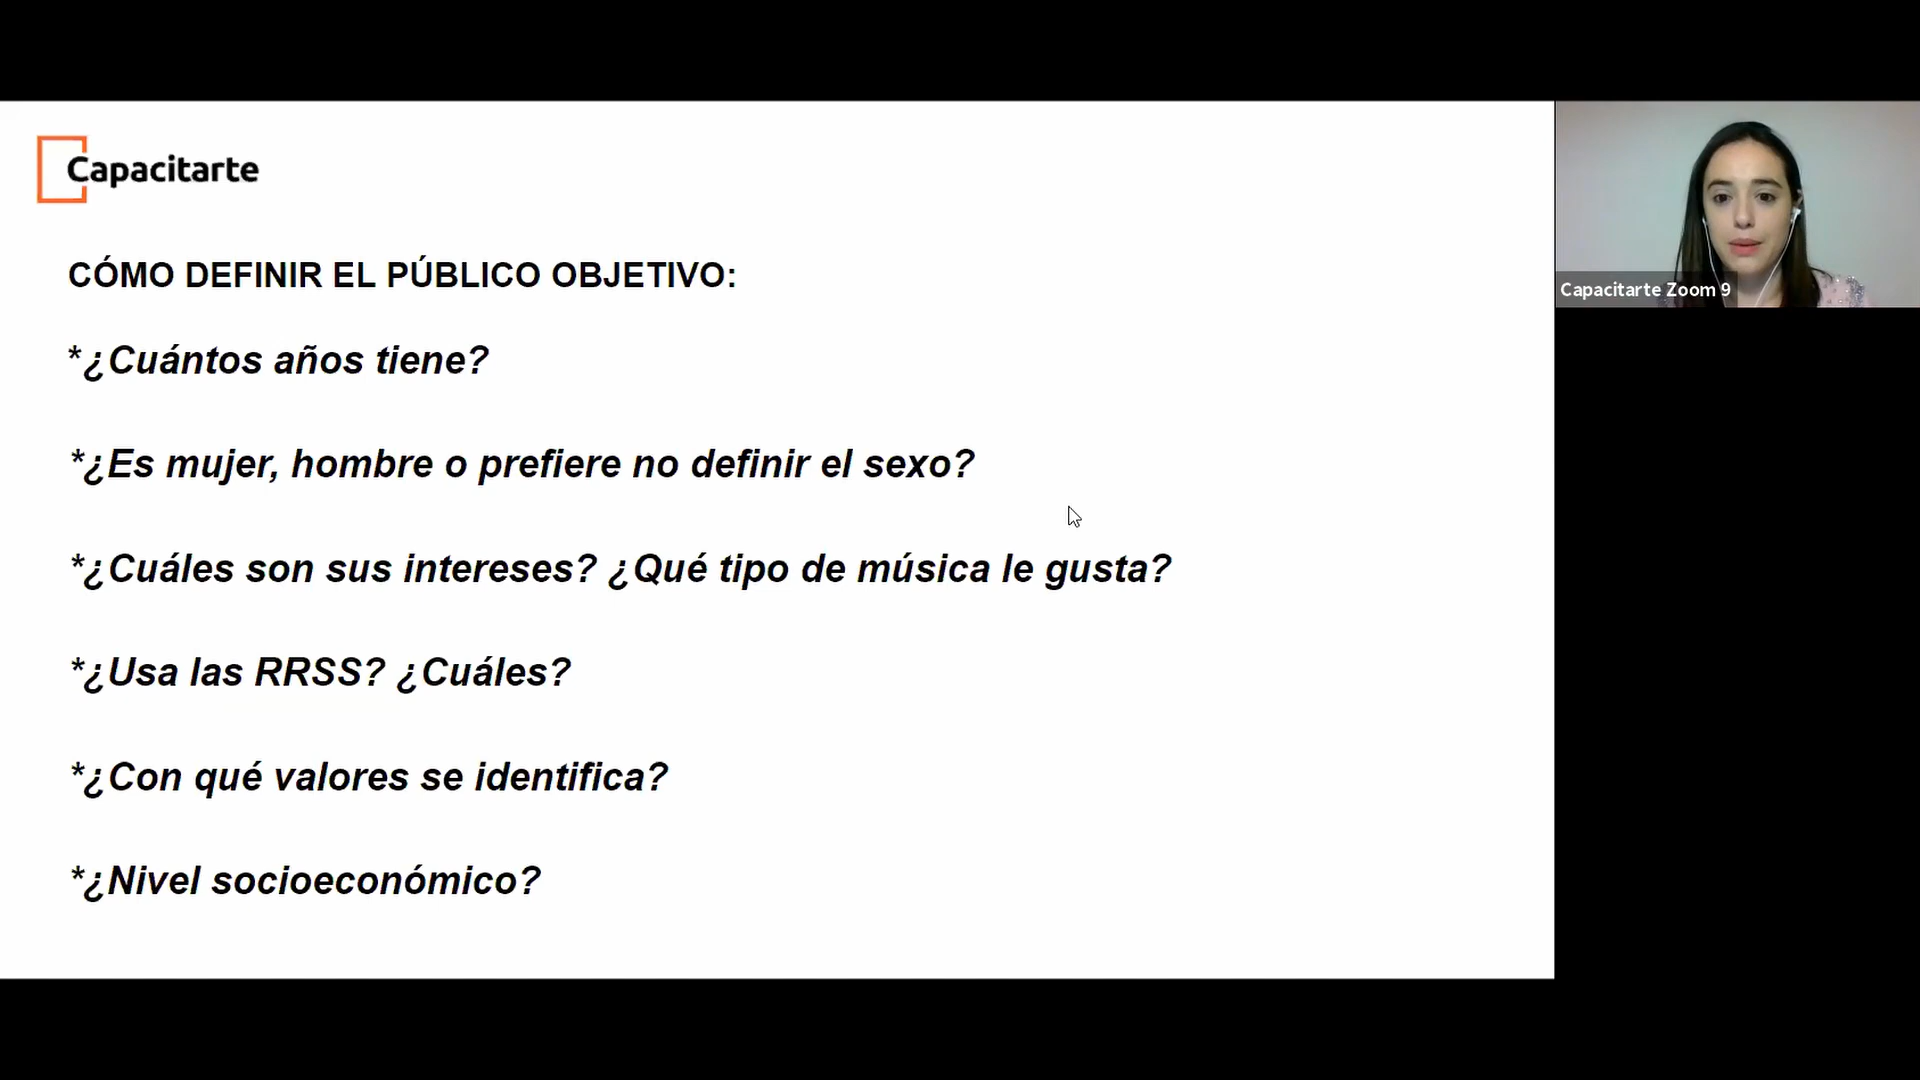 Capacitarte
CÓMO DEFINIR EL PÚBLICO OBJETIVO:
*¿Cuántos años tiene?
*¿Es mujer, hombre o prefiere no definir el sexo?
*¿Cuáles son sus intereses? ¿Qué tipo de música le gusta?
*¿Usa las RRSS? ¿Cuáles?
*¿Con qué valores se identifica?
*¿Nivel socioeconómico?
Capacitarte Zoom 9